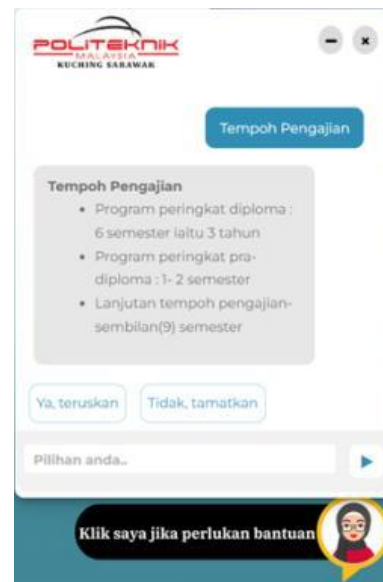 POLITEKNIK
MALAYSIA
KUCHING SARAWAK
Tempoh Pengajian
Tempoh Pengajian
• Program peringkat diploma :
6 semester iaitu 3 tahun
• Program peringkat pra-
diploma : 1- 2 semester
• Lanjutan tempoh pengajian-
sembilan(9) semester
Ya, teruskan
Tidak, tamatkan
Pilihan anda..
Klik saya jika perlukan bantuan